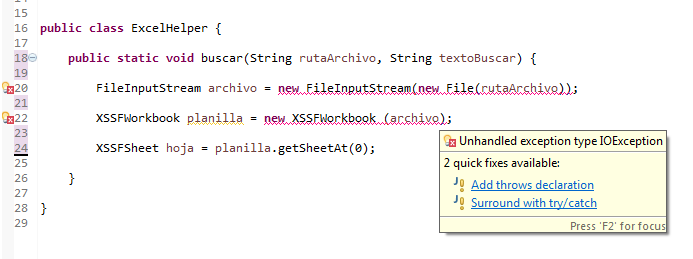 15
16 public class ExcelHelper {
17
18 public static void buscar(String rutaArchivo, String textoBuscar) {
19
20 FileInputStream archivo = new FileInputStream(new File(rutaArchivo));
21
22 XSSFWorkbook planilla = new XSSFWorkbook (archivo);
23
24 XSSFSheet hoja = planilla.getSheetAt(0);
25
26 }
27
28 }
29
Unhandled exception type IOException
2 quick fixes available:
Add throws declaration
Surround with try/catch
Press 'F2' for focus